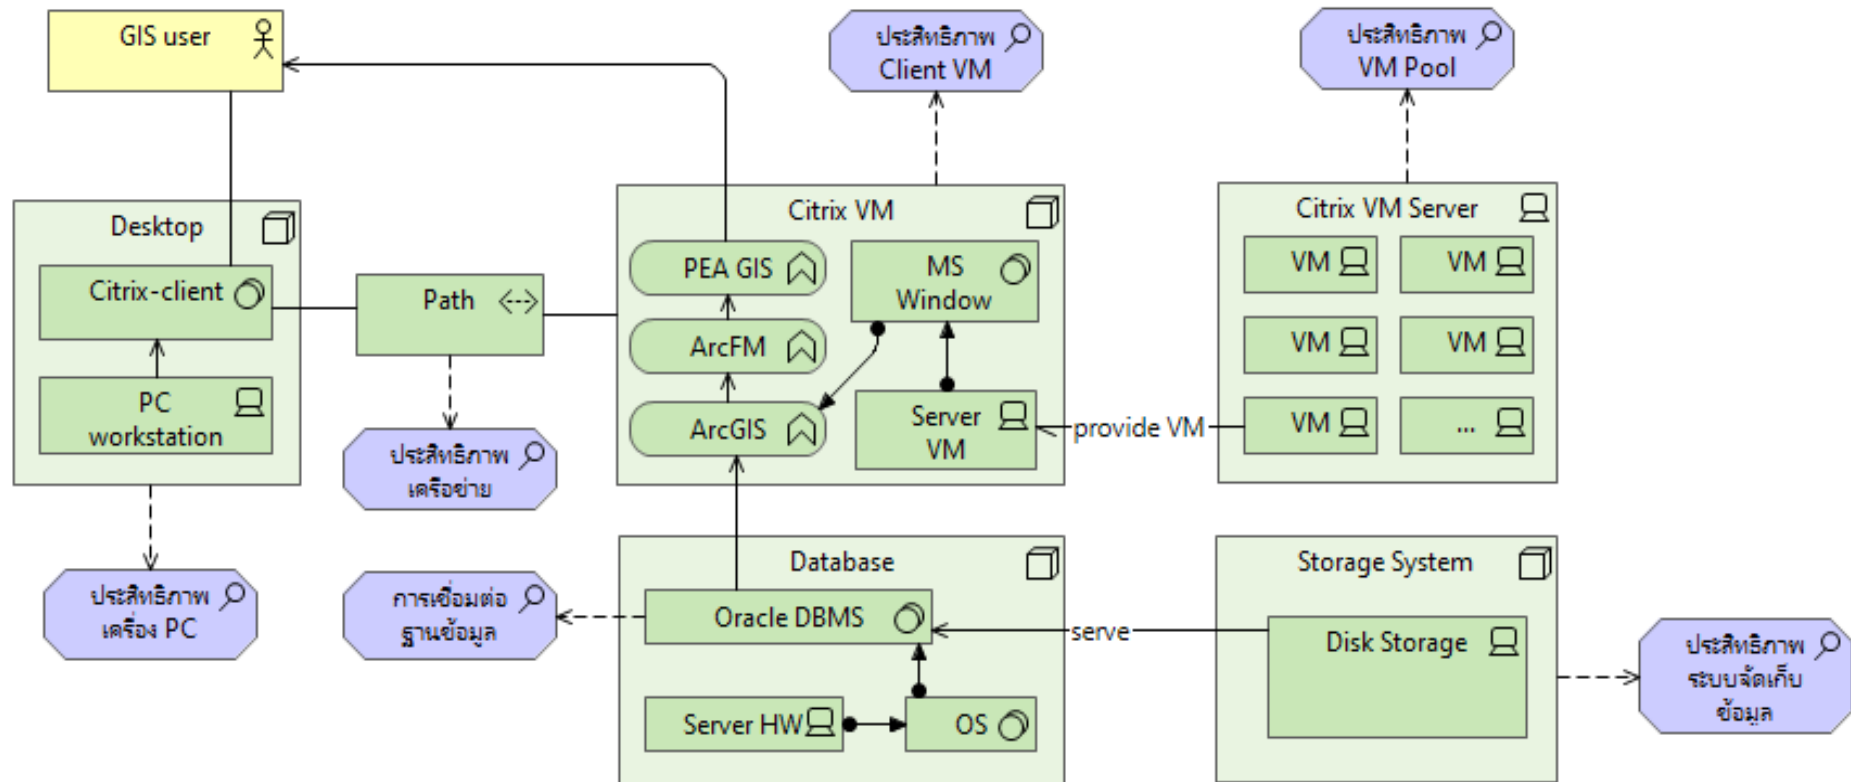 GIS user
ประสิทธิภาพ
Client VM
ประสิทธิภาพ
VM Pool
Desktop
Citrix-client
PC
workstation
Path
Citrix VM
PEA GIS
ArcFM
ArcGIS
MS
Window
Server
VM
provide VM
Citrix VM Server
VM
VM
VM
VM
VM
...
ประสิทธิภาพ
เครือข่าย
ประสิทธิภาพ
เครื่อง PC
การเชื่อมต่อ
ฐานข้อมูล
Database
Oracle DBMS
Server HW
OS
serve
Storage System
Disk Storage
ประสิทธิภาพ
ระบบจัดเก็บ
ข้อมูล